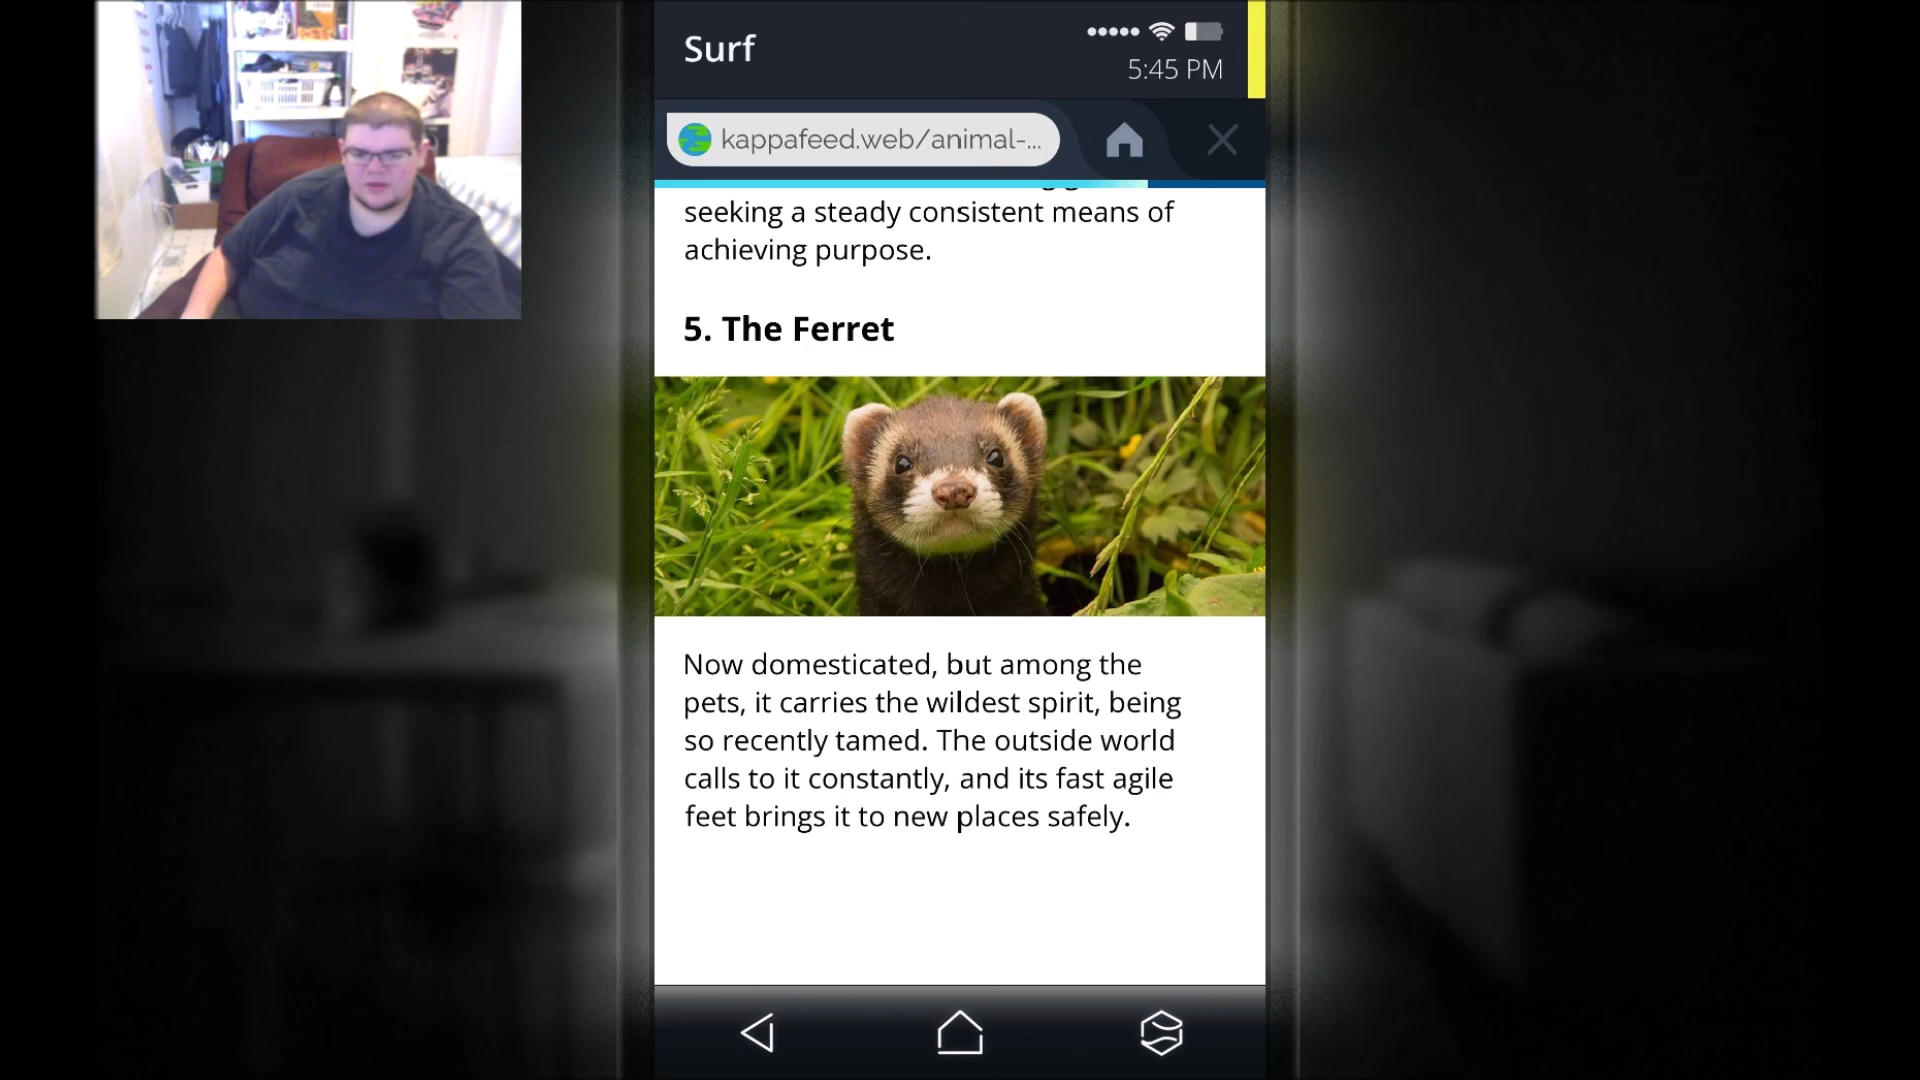 Surf
5:45 PM
kappafeed.web/animal-...
seeking a steady consistent means of
achieving purpose.
5. The Ferret
Now domesticated, but among the
pets, it carries the wildest spirit, being
so recently tamed. The outside world
calls to it constantly, and its fast agile
feet brings it to new places safely.